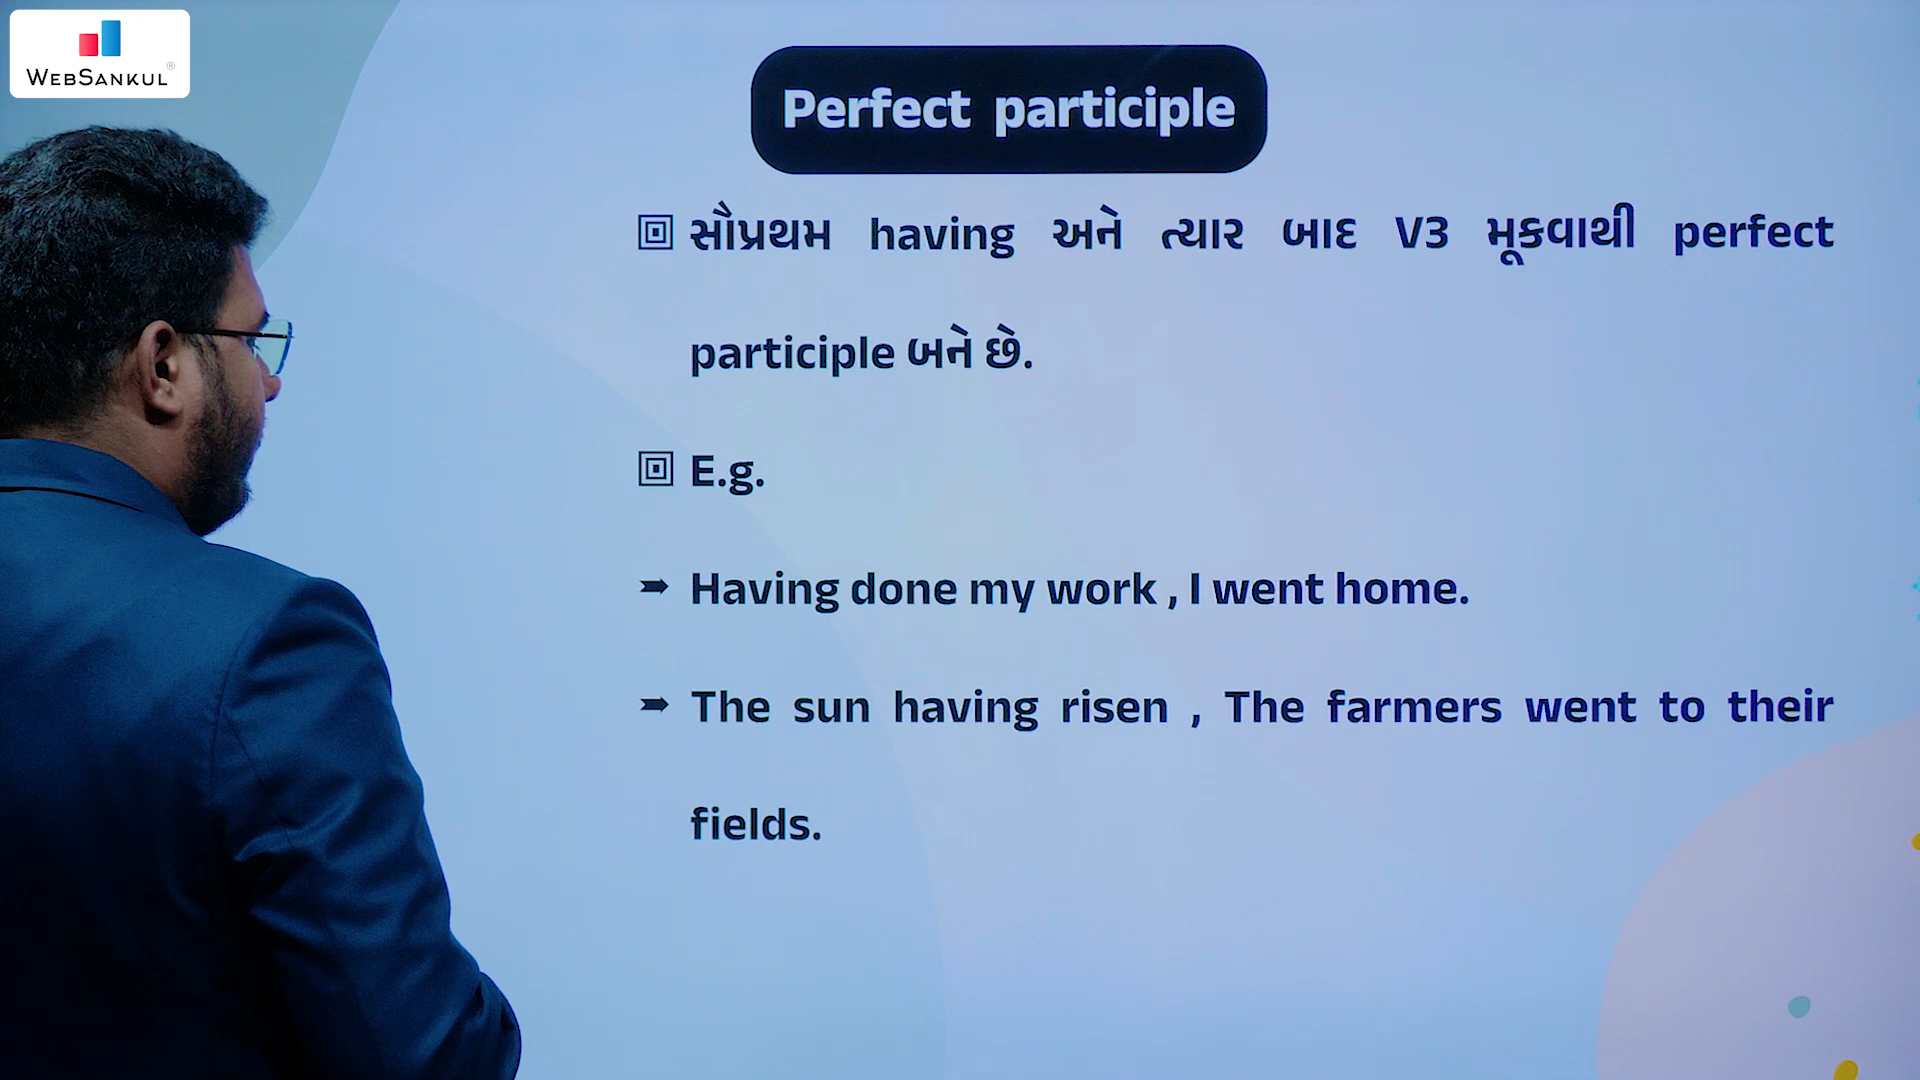 WEBSANKUL®
Perfect participle
સૌપ્રથમ having અને ત્યાર બાદ V3 મૂકવાથી perfect
participle બને છે.
E.g.
Having done my work , I went home.
The sun having risen , The farmers went to their
fields.